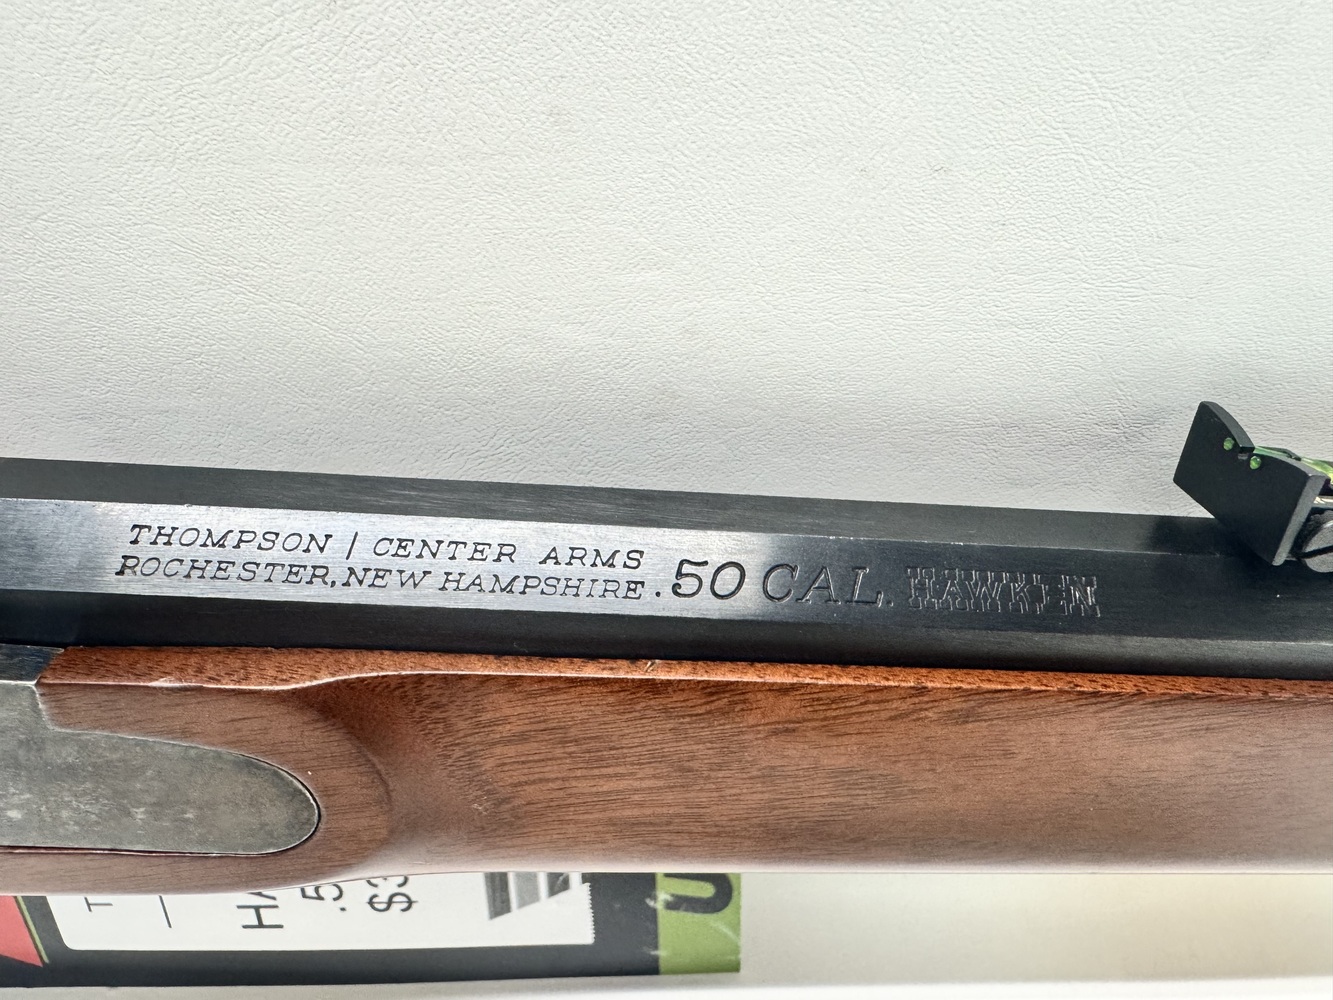 THOMPSON | CENTER ARMS
ROCHESTER, NEW HAMPSHIRE
.50 CAL. HAWKEN